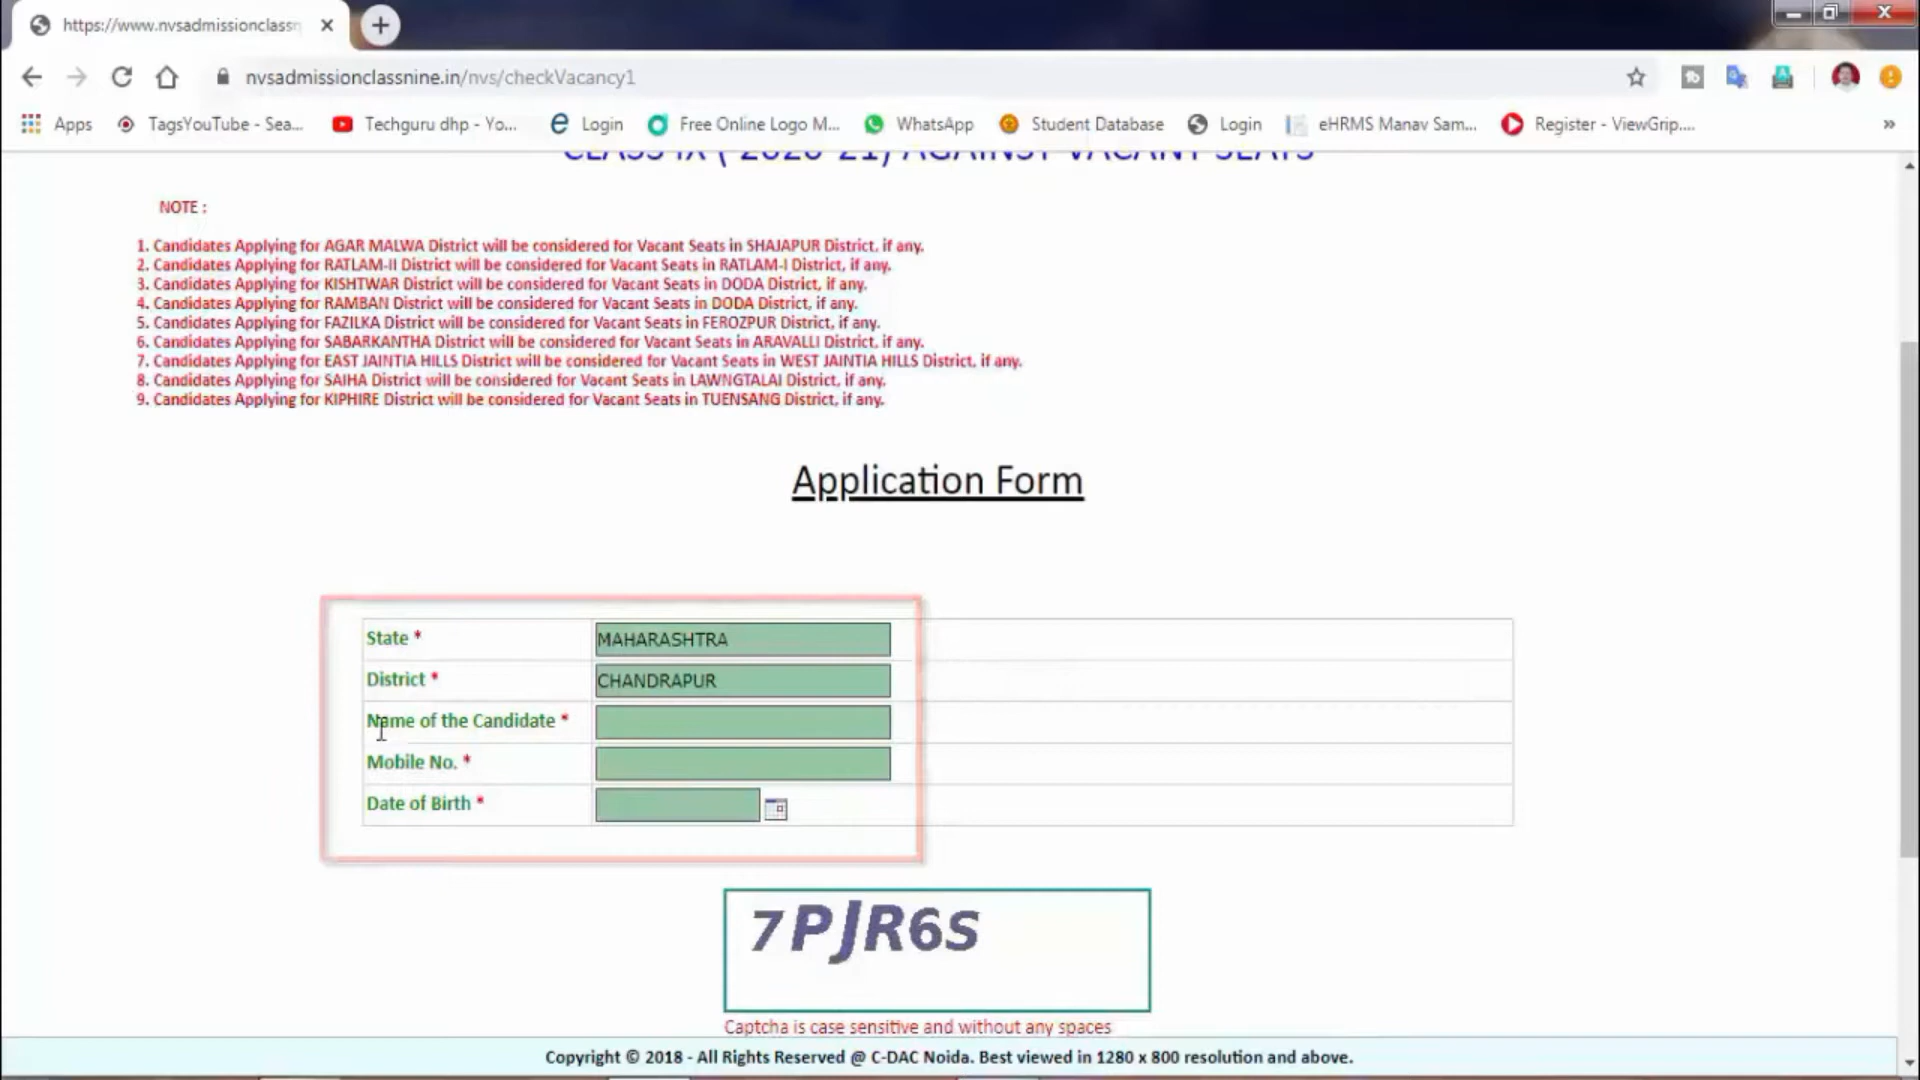 https://www.nvsadmissionclassn
nvsadmissionclassnine.in/nvs/checkVacancy1
Apps TagsYouTube - Sea... Techguru dhp - Yo... Login Free Online Logo M... WhatsApp Student Database Login eHRMS Manav Sam... Register - ViewGrip.... »
CLASS IX ( 2020-21) AGAINST VACANT SEATS
NOTE :
1. Candidates Applying for AGAR MALWA District will be considered for Vacant Seats in SHAJAPUR District, if any.
2. Candidates Applying for RATLAM-II District will be considered for Vacant Seats in RATLAM-I District, if any.
3. Candidates Applying for KISHTWAR District will be considered for Vacant Seats in DODA District, if any.
4. Candidates Applying for RAMBAN District will be considered for Vacant Seats in DODA District, if any.
5. Candidates Applying for FAZILKA District will be considered for Vacant Seats in FEROZPUR District, if any.
6. Candidates Applying for SABARKANTHA District will be considered for Vacant Seats in ARAVALLI District, if any.
7. Candidates Applying for EAST JAINTIA HILLS District will be considered for Vacant Seats in WEST JAINTIA HILLS District, if any.
8. Candidates Applying for SAIHA District will be considered for Vacant Seats in LAWNGTALAI District, if any.
9. Candidates Applying for KIPHIRE District will be considered for Vacant Seats in TUENSANG District, if any.
Application Form
State * MAHARASHTRA
District * CHANDRAPUR
Name of the Candidate *
Mobile No. *
Date of Birth *
7PJR6S
Captcha is case sensitive and without any spaces
Copyright © 2018 - All Rights Reserved @ C-DAC Noida. Best viewed in 1280 x 800 resolution and above.